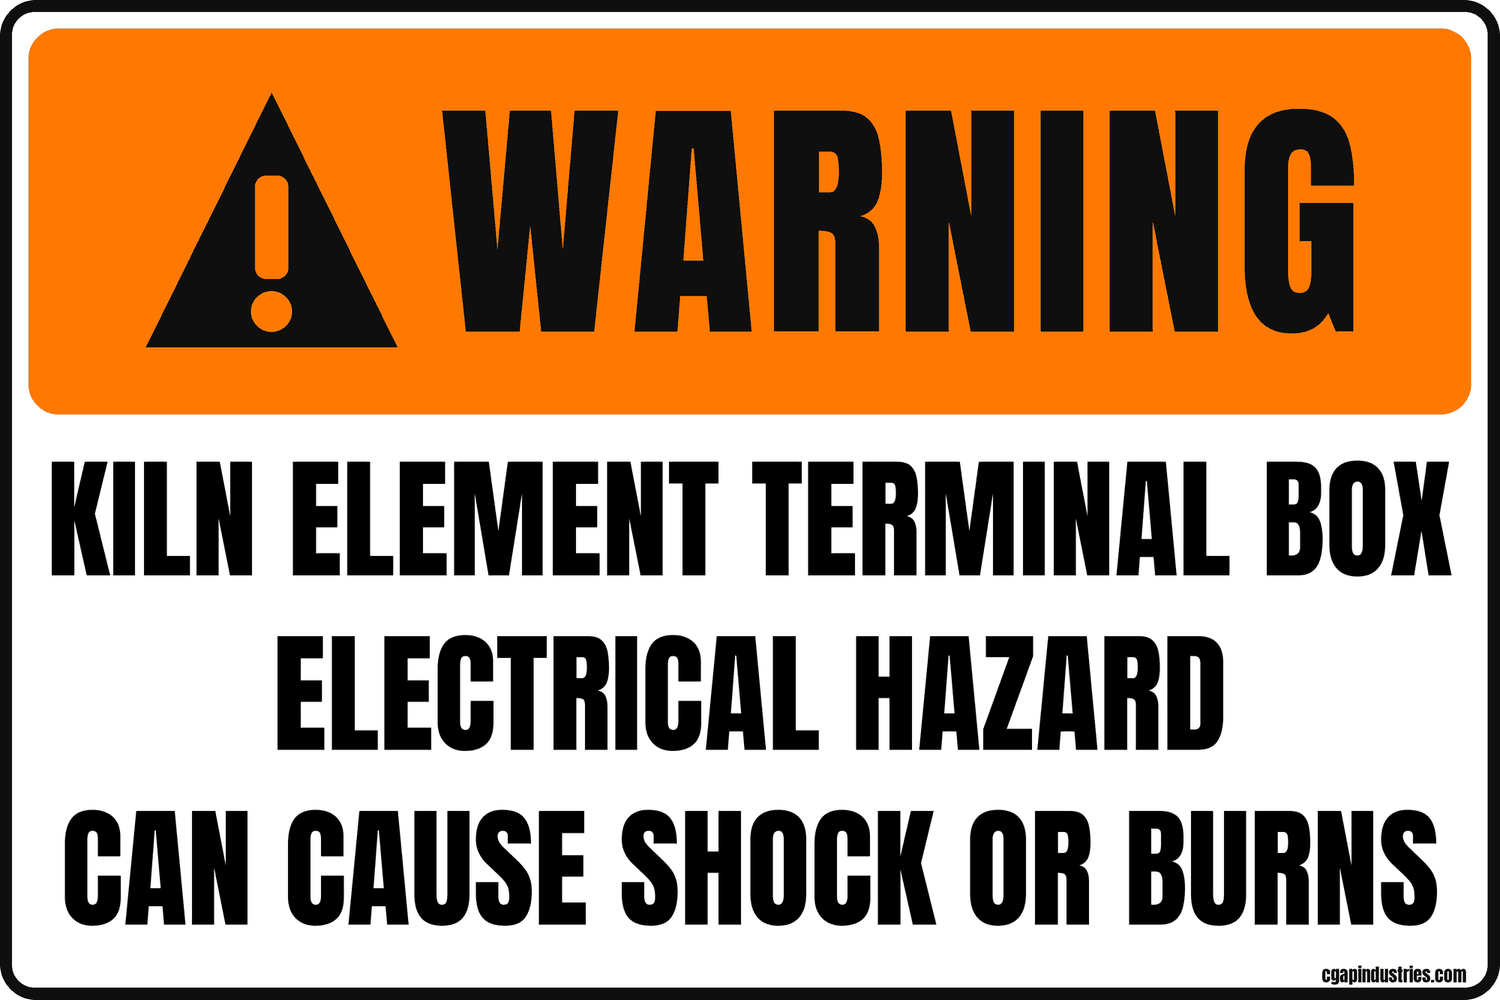 WARNING
KILN ELEMENT TERMINAL BOX
ELECTRICAL HAZARD
CAN CAUSE SHOCK OR BURNS
cgapindustries.com